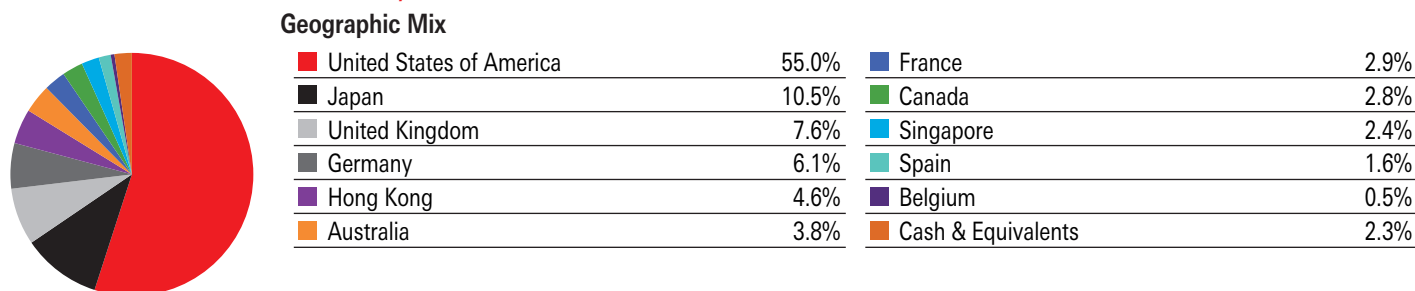 Geographic Mix
United States of America 55.0%
Japan 10.5%
United Kingdom 7.6%
Germany 6.1%
Hong Kong 4.6%
Australia 3.8%
France 2.9%
Canada 2.8%
Singapore 2.4%
Spain 1.6%
Belgium 0.5%
Cash & Equivalents 2.3%